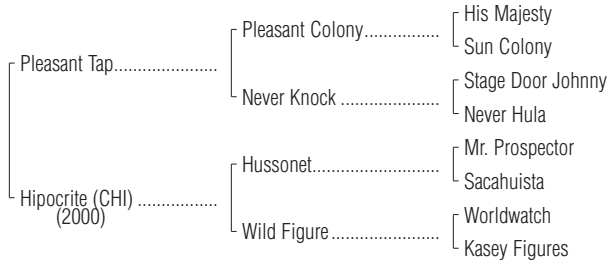 His Majesty
Pleasant Colony..................
Sun Colony
Pleasant Tap.....................
Stage Door Johnny
Never Knock .....................
Never Hula
Mr. Prospector
Hussonet..........................
Sacahuista
Hipocrite (CHI) ................
(2000)
Worldwatch
Wild Figure.......................
Kasey Figures